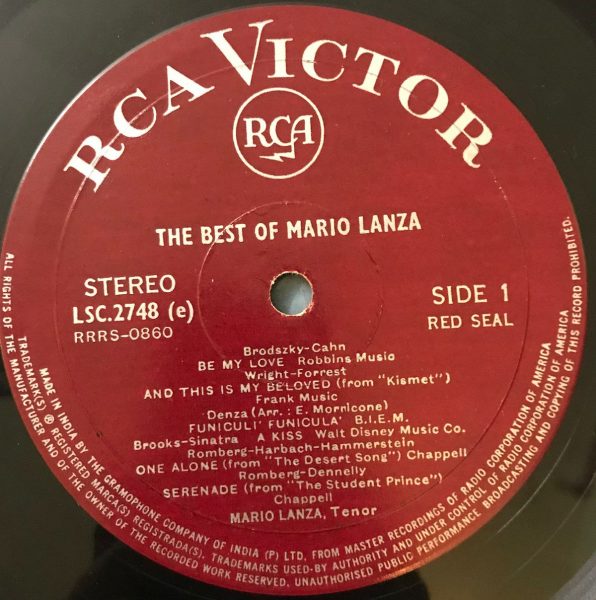 RCA VICTOR
RCA
THE BEST OF MARIO LANZA
STEREO
LSC.2748 (e)
RRRS-0860
SIDE 1
RED SEAL
Brodszky-Cahn
BE MY LOVE Robbins Music
Wright-Forrest
AND THIS IS MY BELOVED (from "Kismet")
Frank Music
Denza (Arr.: E. Morricone)
FUNICULI' FUNICULA' B.I.E.M.
Brooks-Sinatra A KISS Walt Disney Music Co.
Romberg-Harbach-Hammerstein
ONE ALONE (from "The Desert Song") Chappell
Romberg-Dennelly
SERENADE (from "The Student Prince")
Chappell
MARIO LANZA, Tenor
MADE IN INDIA BY THE GRAMOPHONE COMPANY OF INDIA (P) LTD, FROM MASTER RECORDINGS OF RADIO CORPORATION OF AMERICA
TRADEMARK(S) ® REGISTERED MARCA(S) REGISTRADA(S). TRADEMARKS USED-BY AUTHORITY AND UNDER CONTROL OF RADIO CORPORATION OF AMERICA
ALL RIGHTS OF THE MANUFACTURER AND OF THE OWNER OF THE RECORDED WORK RESERVED, UNAUTHORISED PUBLIC PERFORMANCE BROADCASTING AND COPYING OF THIS RECORD PROHIBITED.